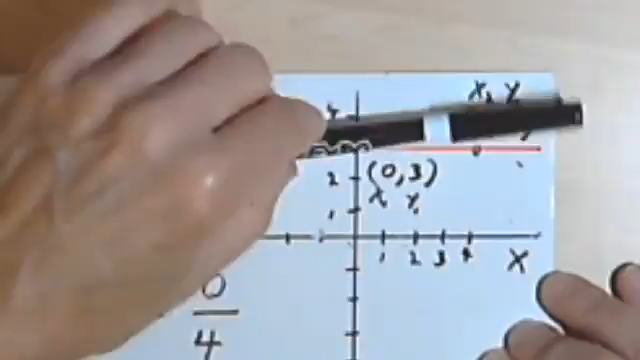 x, y
(0,3)
2
x y,
1
1 2 3 4 x
0
4